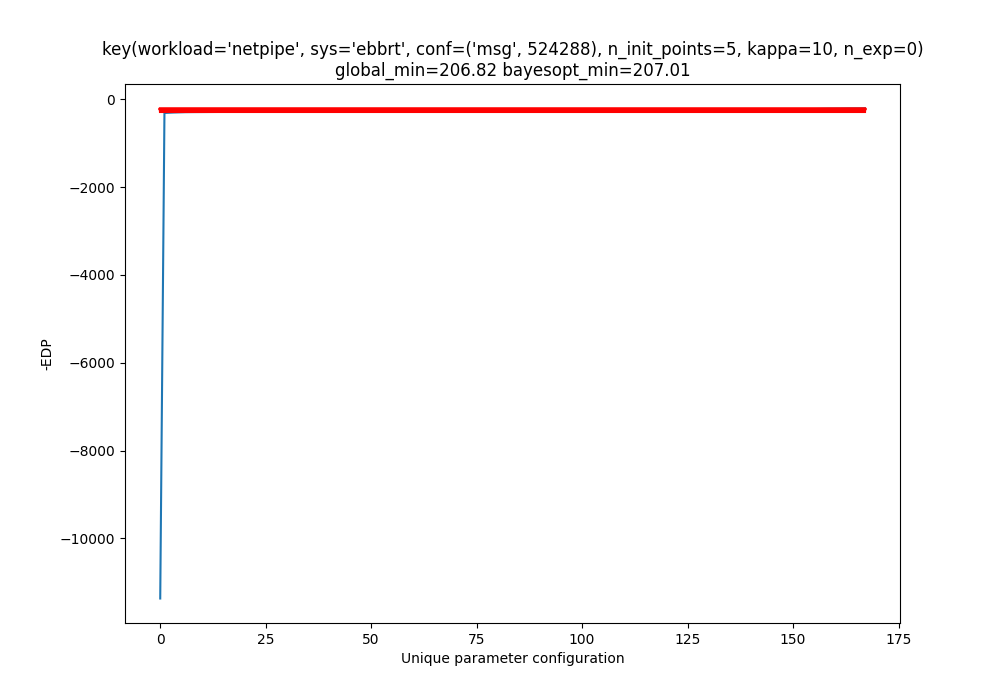 key(workload='netpipe', sys='ebbrt', conf=('msg', 524288), n_init_points=5, kappa=10, n_exp=0)
global_min=206.82 bayesopt_min=207.01
0
−2000
−4000
−6000
−8000
−10000
-EDP
0 25 50 75 100 125 150 175
Unique parameter configuration